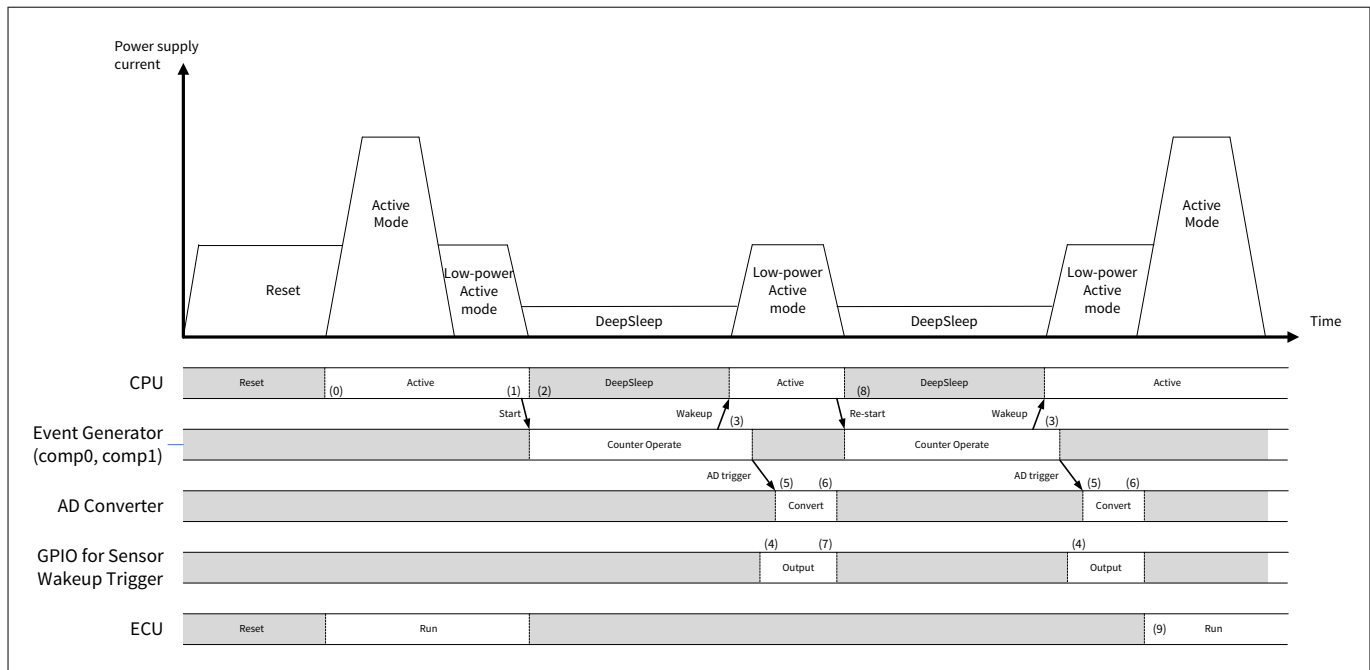 Power supply
current
Active
Mode
Active
Mode
Reset
Low-power
Active
mode
Low-power
Active
mode
Low-power
Active
mode
DeepSleep
DeepSleep
Time
CPU
Reset
(0)
Active
(1)
(2)
DeepSleep
Active
(8)
DeepSleep
Active
Start
Wakeup
(3)
Re-start
Wakeup
(3)
Event Generator
(comp0, comp1)
Counter Operate
Counter Operate
AD trigger
(5)
(6)
AD trigger
(5)
(6)
AD Converter
Convert
Convert
GPIO for Sensor
Wakeup Trigger
(4)
(7)
(4)
Output
Output
ECU
Reset
Run
(9)
Run